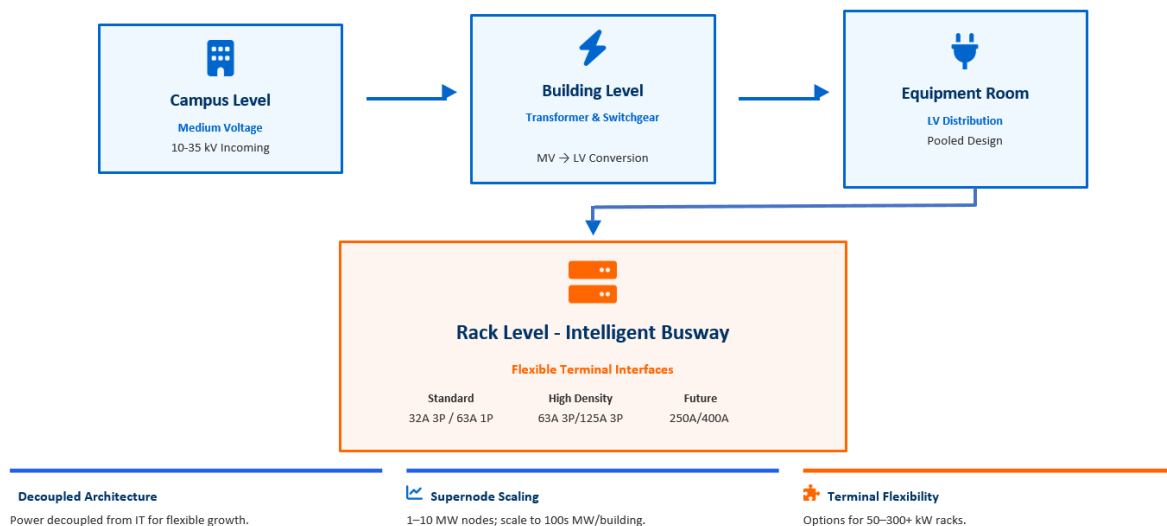 Campus Level
Medium Voltage
10-35 kV Incoming
Building Level
Transformer & Switchgear
MV → LV Conversion
Equipment Room
LV Distribution
Pooled Design
Rack Level - Intelligent Busway
Flexible Terminal Interfaces
Standard
32A 3P / 63A 1P
High Density
63A 3P/125A 3P
Future
250A/400A
Decoupled Architecture
Power decoupled from IT for flexible growth.
Supernode Scaling
1–10 MW nodes; scale to 100s MW/building.
Terminal Flexibility
Options for 50–300+ kW racks.